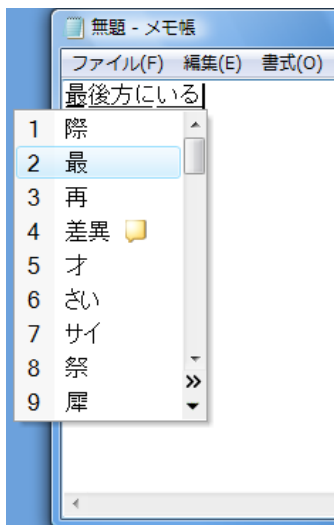 無題 - メモ帳
ファイル(F) 編集(E) 書式(O)
最後方にいる
1 際
2 最
3 再
4 差異
5 才
6 さい
7 サイ
8 祭
9 犀